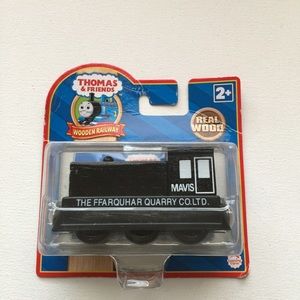 THOMAS
& FRIENDS
WOODEN RAILWAY
2+
REAL
WOOD
MAVIS
THE FFARQUHAR QUARRY CO.LTD.